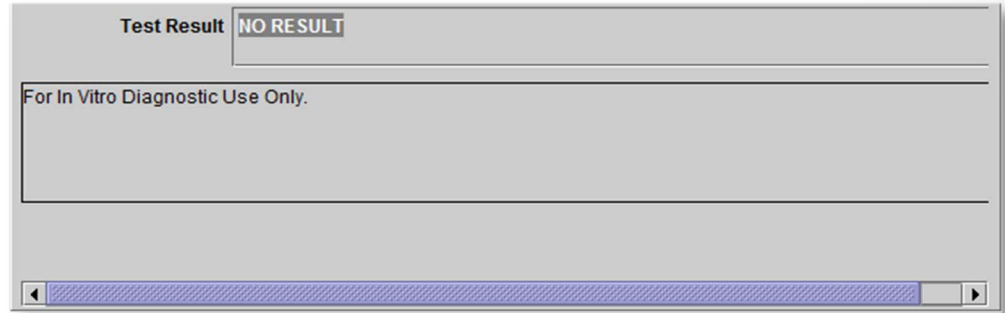 Test Result NO RESULT
For In Vitro Diagnostic Use Only.